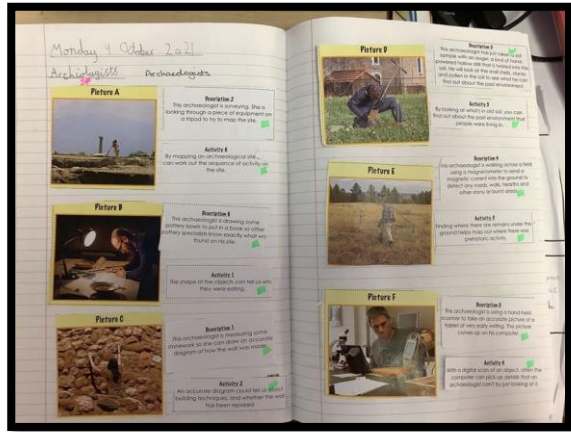 Monday 4 October 2021
Archiolygists Archaeologists
Picture A
Description 2
This archaeologist is surveying. She is
looking through a piece of equipment on
a tripod to try to map the site.
Activity 6
By mapping an archaeological site,
can work out the sequence of activity on
the site.
Picture B
Description 6
This archaeologist is drawing some
pottery bowls to put in a book so other
pottery specialists know exactly what was
found on his site.
Activity 1
The shape of the objects can tell us
they were eating.
Picture C
Description 1
This archaeologist is measuring some
stonework so she can draw an accurate
diagram of how the wall was made.
Activity 2
An accurate diagram could tell us about
building techniques, and whether the wall
has been repaired.
Picture D
This archaeologist has just taken a soil
sample with an auger, a kind of hand
powered hollow drill that is twisted into the
soil. He will look at the snail shells, stones
and pollen in the soil to see what he can
find out about the past environment.
By looking at what's in old soil, you can
find out about the past environment that
people were living in.
Picture E
Description 4
This archaeologist is walking across a field
using a magnetometer to send a
magnetic current into the ground to
detect any roads, walls, hearths and
other stony or burnt areas.
Finding where there are remains under the
ground helps map out where there was
prehistoric activity.
Picture F
This archaeologist is using a hand-held
scanner to take an accurate picture of a
tablet of very early writing. The picture
comes up on his computer.
Activity 4
With a digital scan of an object, often the
computer can pick up details that an
archaeologist can't by just looking at it.